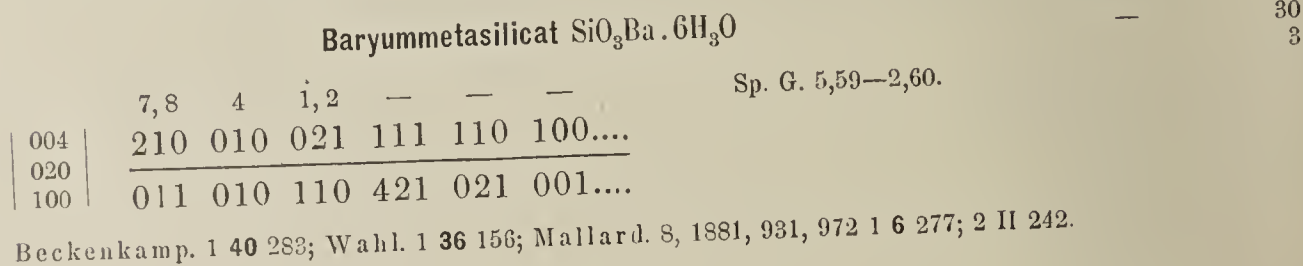 Baryummetasilicat SiO₃Ba . 6H₃O — 30
3
7, 8 4 i, 2 — — — Sp. G. 5,59—2,60.
004 210 010 021 111 110 100....
020
100 011 010 110 421 021 001....
Beckenkamp. 1 40 283; Wahl. 1 36 156; Mallard. 8, 1881, 931, 972 1 6 277; 2 II 242.